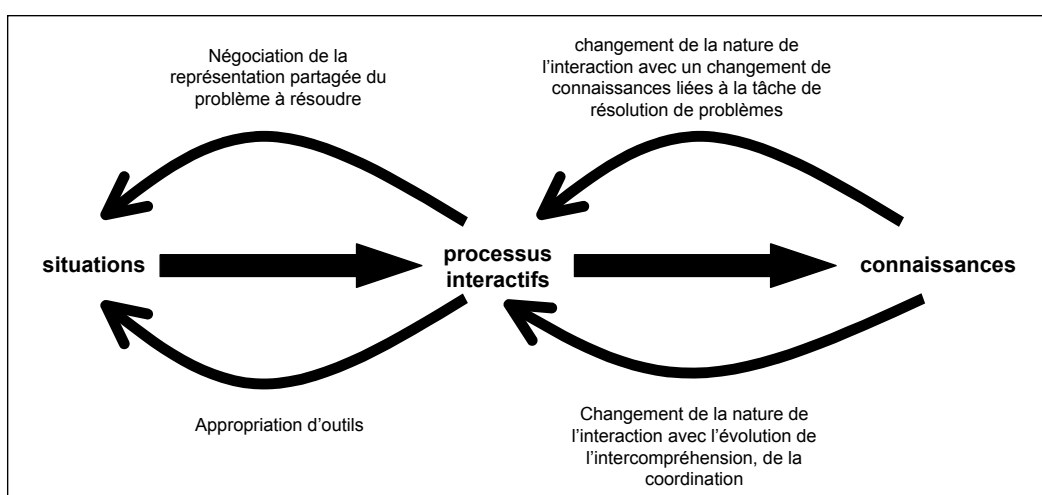 Négociation de la
représentation partagée du
problème à résoudre
changement de la nature de
l'interaction avec un changement de
connaissances liées à la tâche de
résolution de problèmes
situations
processus
interactifs
connaissances
Appropriation d'outils
Changement de la nature de
l'interaction avec l'évolution de
l'intercompréhension, de la
coordination